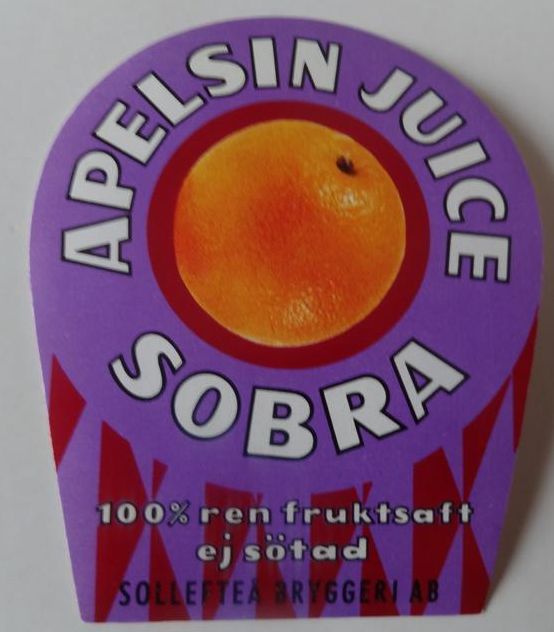 APELSIN JUICE
SOBRA
100% ren fruktsaft
ej sötad
SOLLEFTEÅ BRYGGERI AB